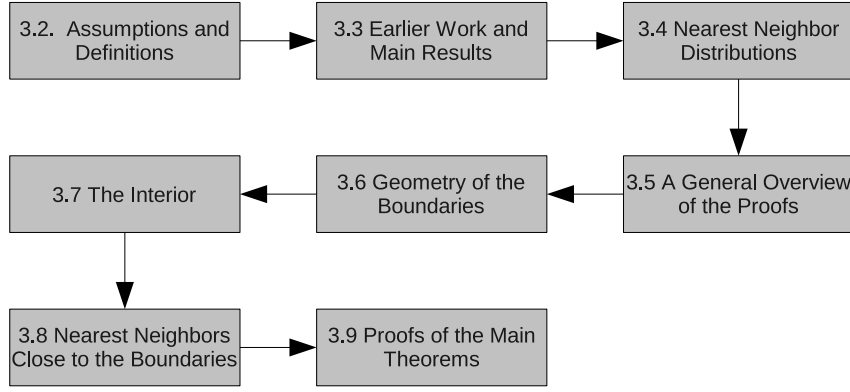 3.2. Assumptions and
Definitions
3.3 Earlier Work and
Main Results
3.4 Nearest Neighbor
Distributions
3.7 The Interior
3.6 Geometry of the
Boundaries
3.5 A General Overview
of the Proofs
3.8 Nearest Neighbors
Close to the Boundaries
3.9 Proofs of the Main
Theorems